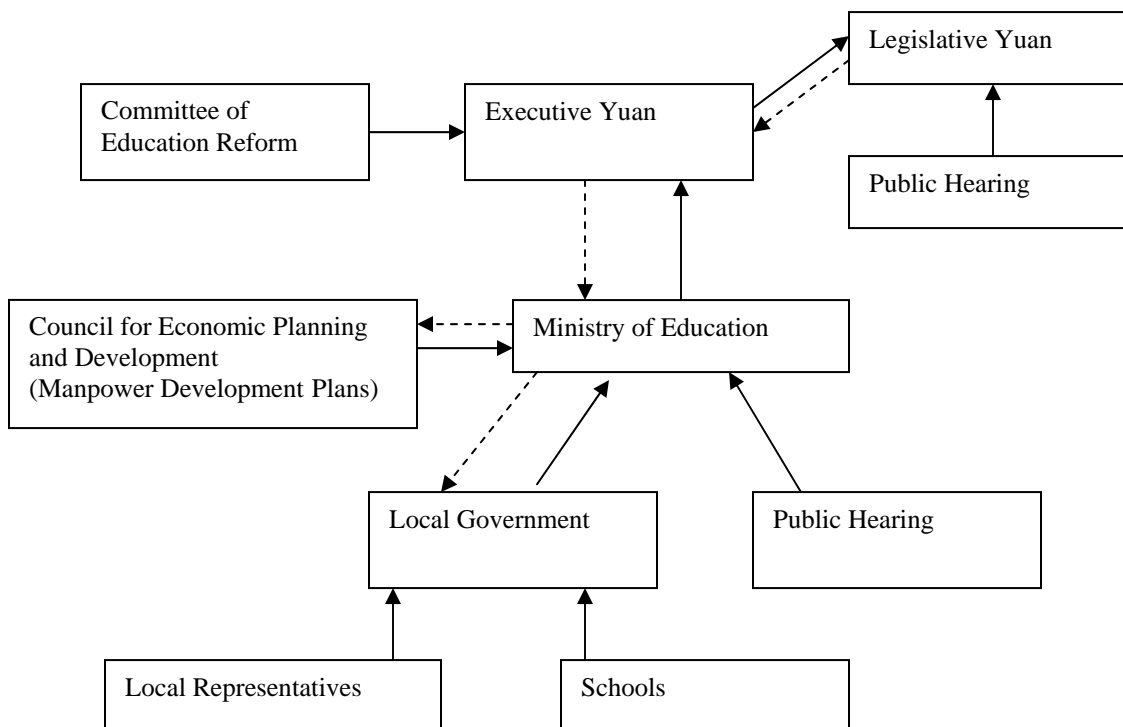 Legislative Yuan
Committee of
Education Reform
Executive Yuan
Public Hearing
Council for Economic Planning
and Development
(Manpower Development Plans)
Ministry of Education
Local Government
Public Hearing
Local Representatives
Schools